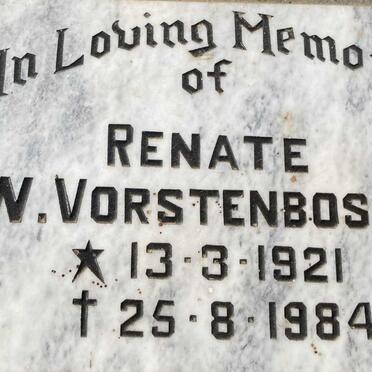 In Loving Memo
of
RENATE
W. VORSTENBOS
★ 13-3-1921
† 25·8·1984